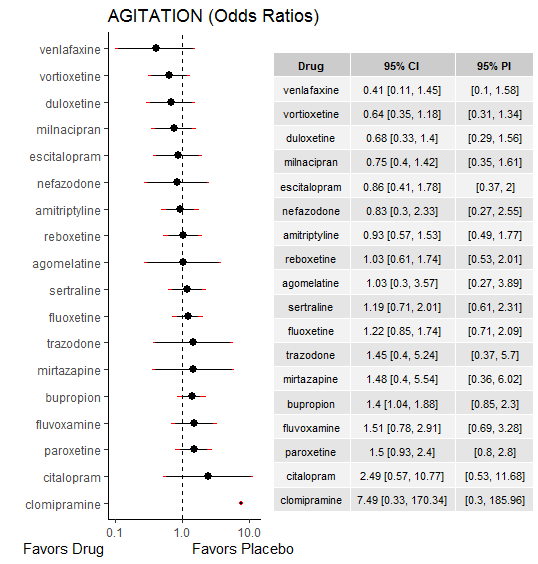 AGITATION (Odds Ratios)
venlafaxine
vortioxetine
duloxetine
milnacipran
escitalopram
nefazodone
amitriptyline
reboxetine
agomelatine
sertraline
fluoxetine
trazodone
mirtazapine
bupropion
fluvoxamine
paroxetine
citalopram
clomipramine
0.1 1.0 10.0
Favors Drug Favors Placebo
Drug 95% CI 95% PI
venlafaxine 0.41 [0.11, 1.45] [0.1, 1.58]
vortioxetine 0.64 [0.35, 1.18] [0.31, 1.34]
duloxetine 0.68 [0.33, 1.4] [0.29, 1.56]
milnacipran 0.75 [0.4, 1.42] [0.35, 1.61]
escitalopram 0.86 [0.41, 1.78] [0.37, 2]
nefazodone 0.83 [0.3, 2.33] [0.27, 2.55]
amitriptyline 0.93 [0.57, 1.53] [0.49, 1.77]
reboxetine 1.03 [0.61, 1.74] [0.53, 2.01]
agomelatine 1.03 [0.3, 3.57] [0.27, 3.89]
sertraline 1.19 [0.71, 2.01] [0.61, 2.31]
fluoxetine 1.22 [0.85, 1.74] [0.71, 2.09]
trazodone 1.45 [0.4, 5.24] [0.37, 5.7]
mirtazapine 1.48 [0.4, 5.54] [0.36, 6.02]
bupropion 1.4 [1.04, 1.88] [0.85, 2.3]
fluvoxamine 1.51 [0.78, 2.91] [0.69, 3.28]
paroxetine 1.5 [0.93, 2.4] [0.8, 2.8]
citalopram 2.49 [0.57, 10.77] [0.53, 11.68]
clomipramine 7.49 [0.33, 170.34] [0.3, 185.96]